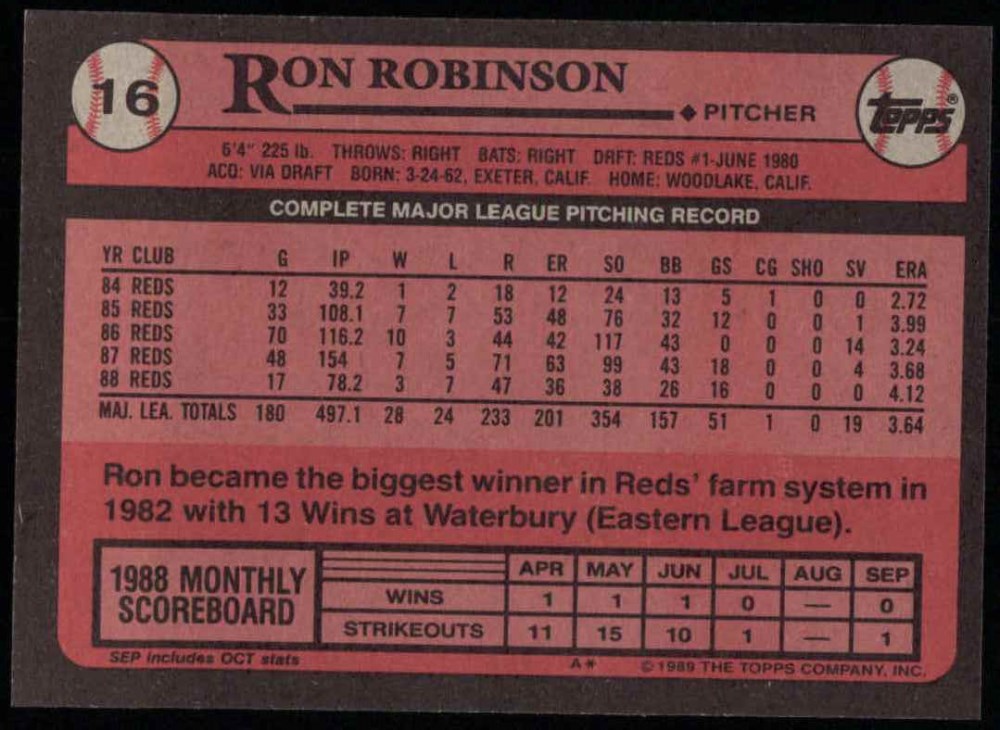 16
RON ROBINSON
◆ PITCHER
topps®
6'4" 225 lb. THROWS: RIGHT BATS: RIGHT DRFT: REDS #1-JUNE 1980
ACQ: VIA DRAFT BORN: 3-24-62, EXETER, CALIF. HOME: WOODLAKE, CALIF.
COMPLETE MAJOR LEAGUE PITCHING RECORD
YR CLUB G IP W L R ER SO BB GS CG SHO SV ERA
84 REDS 12 39.2 1 2 18 12 24 13 5 1 0 0 2.72
85 REDS 33 108.1 7 7 53 48 76 32 12 0 0 1 3.99
86 REDS 70 116.2 10 3 44 42 117 43 0 0 0 14 3.24
87 REDS 48 154 7 5 71 63 99 43 18 0 0 4 3.68
88 REDS 17 78.2 3 7 47 36 38 26 16 0 0 0 4.12
MAJ. LEA. TOTALS 180 497.1 28 24 233 201 354 157 51 1 0 19 3.64
Ron became the biggest winner in Reds' farm system in
1982 with 13 Wins at Waterbury (Eastern League).
1988 MONTHLY
SCOREBOARD
APR MAY JUN JUL AUG SEP
WINS 1 1 1 0 — 0
STRIKEOUTS 11 15 10 1 — 1
SEP includes OCT stats
A* © 1989 THE TOPPS COMPANY, INC.